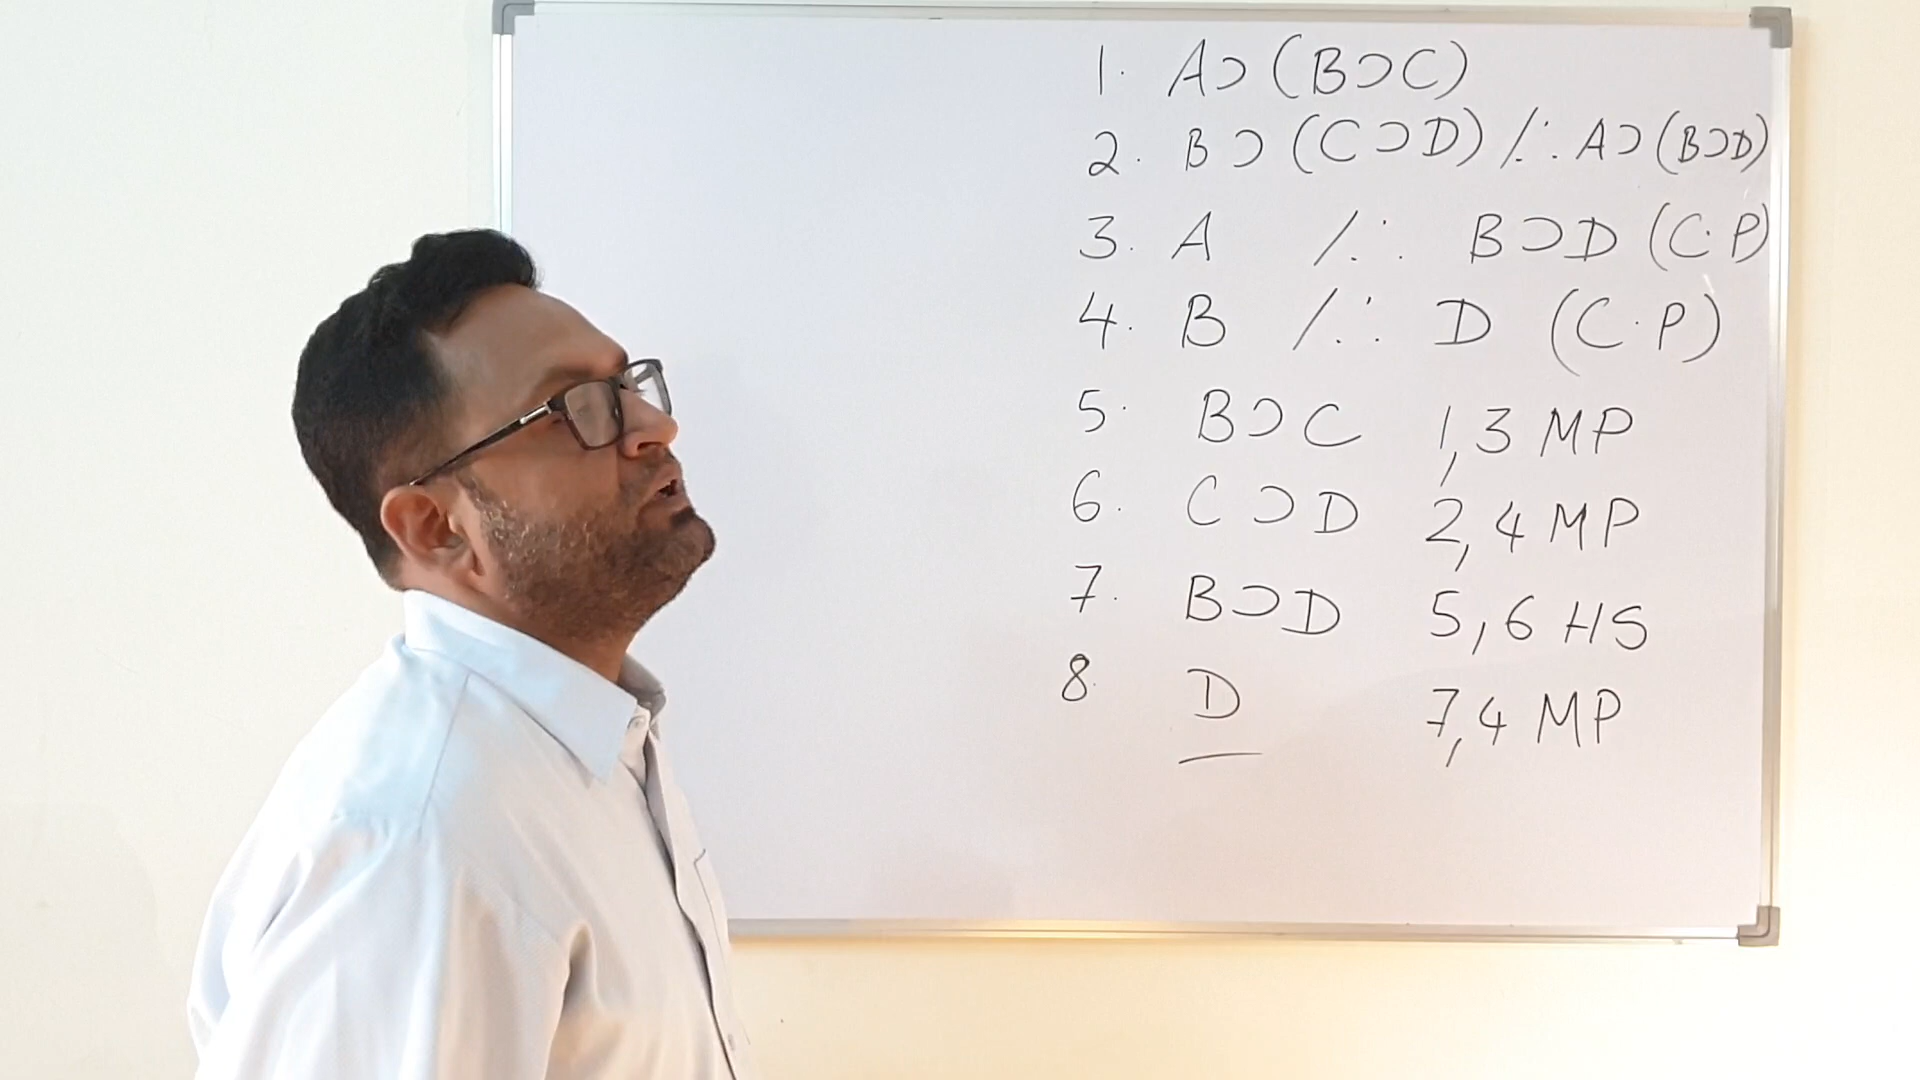 1. A⊃(B⊃C)
2. B⊃(C⊃D) /∴ A⊃(B⊃D)
3. A /∴ B⊃D (C.P)
4. B /∴ D (C.P)
5. B⊃C 1,3 MP
6. C⊃D 2,4 MP
7. B⊃D 5,6 HS
8. D 7,4 MP